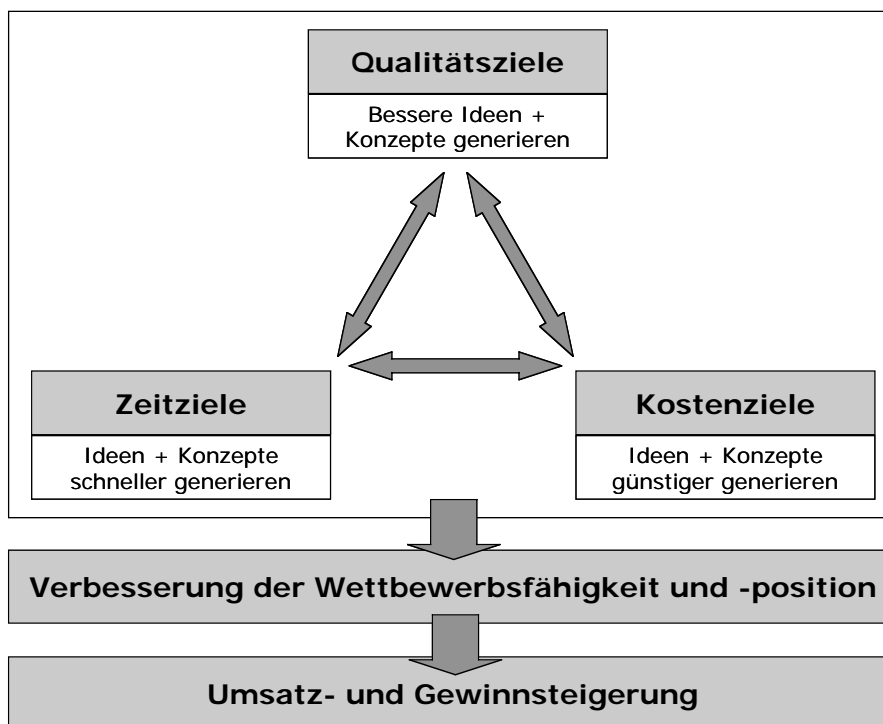 Qualitätsziele
Bessere Ideen +
Konzepte generieren
Zeitziele
Ideen + Konzepte
schneller generieren
Kostenziele
Ideen + Konzepte
günstiger generieren
Verbesserung der Wettbewerbsfähigkeit und -position
Umsatz- und Gewinnsteigerung